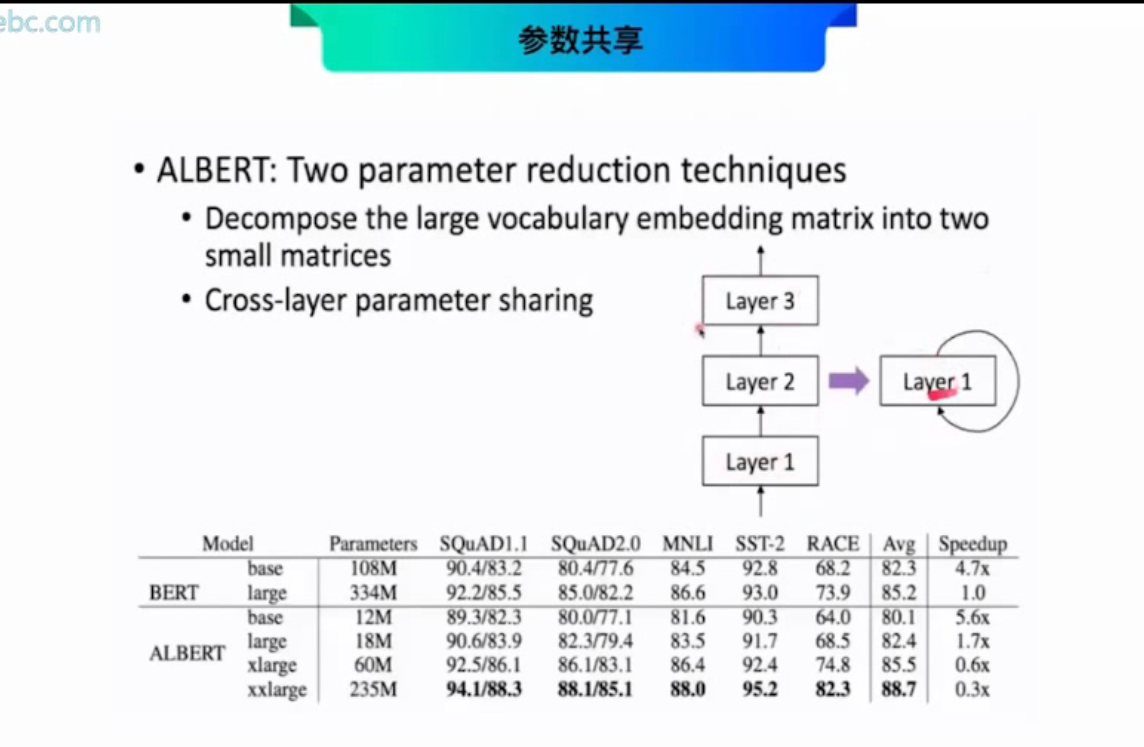 ebc.com
参数共享
• ALBERT: Two parameter reduction techniques
• Decompose the large vocabulary embedding matrix into two
small matrices
• Cross-layer parameter sharing
Layer 3
Layer 2
Layer 1
Layer 1
Model Parameters SQuAD1.1 SQuAD2.0 MNLI SST-2 RACE Avg Speedup
BERT
base 108M 90.4/83.2 80.4/77.6 84.5 92.8 68.2 82.3 4.7x
large 334M 92.2/85.5 85.0/82.2 86.6 93.0 73.9 85.2 1.0
ALBERT
base 12M 89.3/82.3 80.0/77.1 81.6 90.3 64.0 80.1 5.6x
large 18M 90.6/83.9 82.3/79.4 83.5 91.7 68.5 82.4 1.7x
xlarge 60M 92.5/86.1 86.1/83.1 86.4 92.4 74.8 85.5 0.6x
xxlarge 235M 94.1/88.3 88.1/85.1 88.0 95.2 82.3 88.7 0.3x